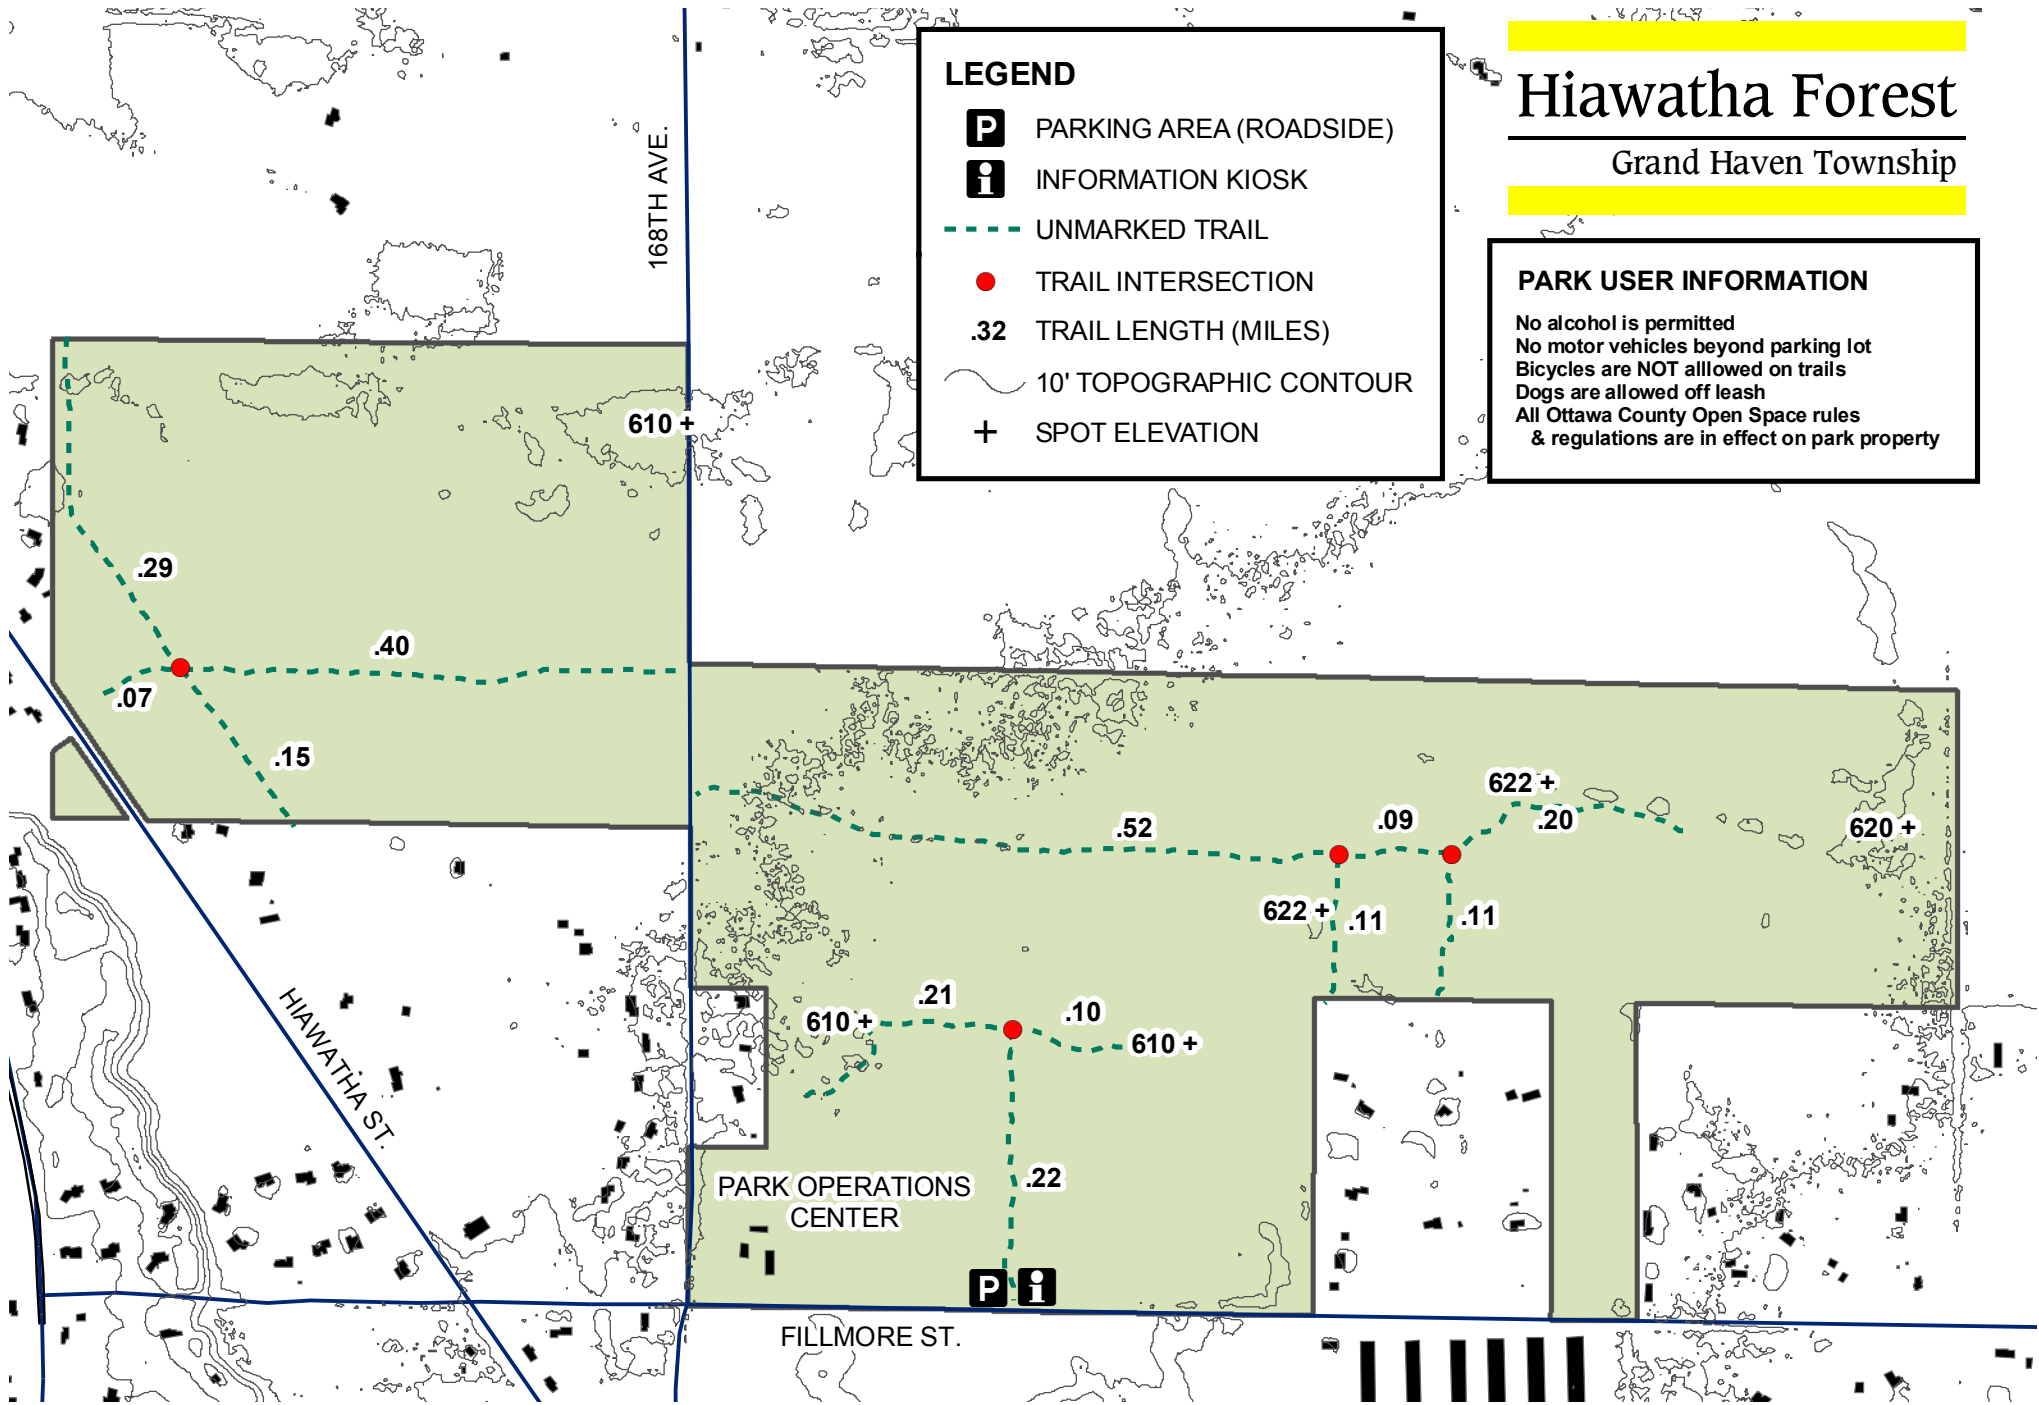 LEGEND
P PARKING AREA (ROADSIDE)
i INFORMATION KIOSK
UNMARKED TRAIL
TRAIL INTERSECTION
.32 TRAIL LENGTH (MILES)
10' TOPOGRAPHIC CONTOUR
+ SPOT ELEVATION
Hiawatha Forest
Grand Haven Township
PARK USER INFORMATION
No alcohol is permitted
No motor vehicles beyond parking lot
Bicycles are NOT alllowed on trails
Dogs are allowed off leash
All Ottawa County Open Space rules
& regulations are in effect on park property
168TH AVE.
610 +
.29
.40
.07
.15
622 +
.20
.52
.09
620 +
622 +
.11
.11
.21
.10
610 +
610 +
HIAWATHA ST.
.22
PARK OPERATIONS
CENTER
P i
FILLMORE ST.